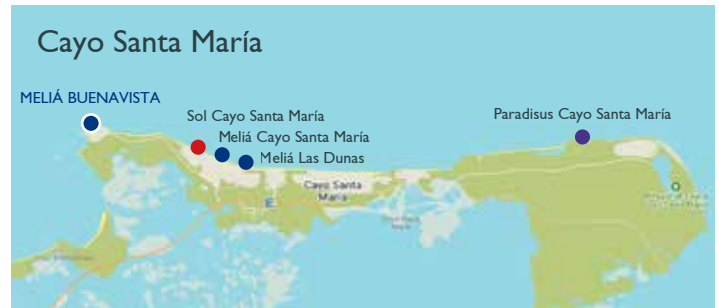 Cayo Santa María
MELIÁ BUENAVISTA
Sol Cayo Santa María
Paradisus Cayo Santa María
Meliá Cayo Santa María
Meliá Las Dunas
Cayo Santa
María
E